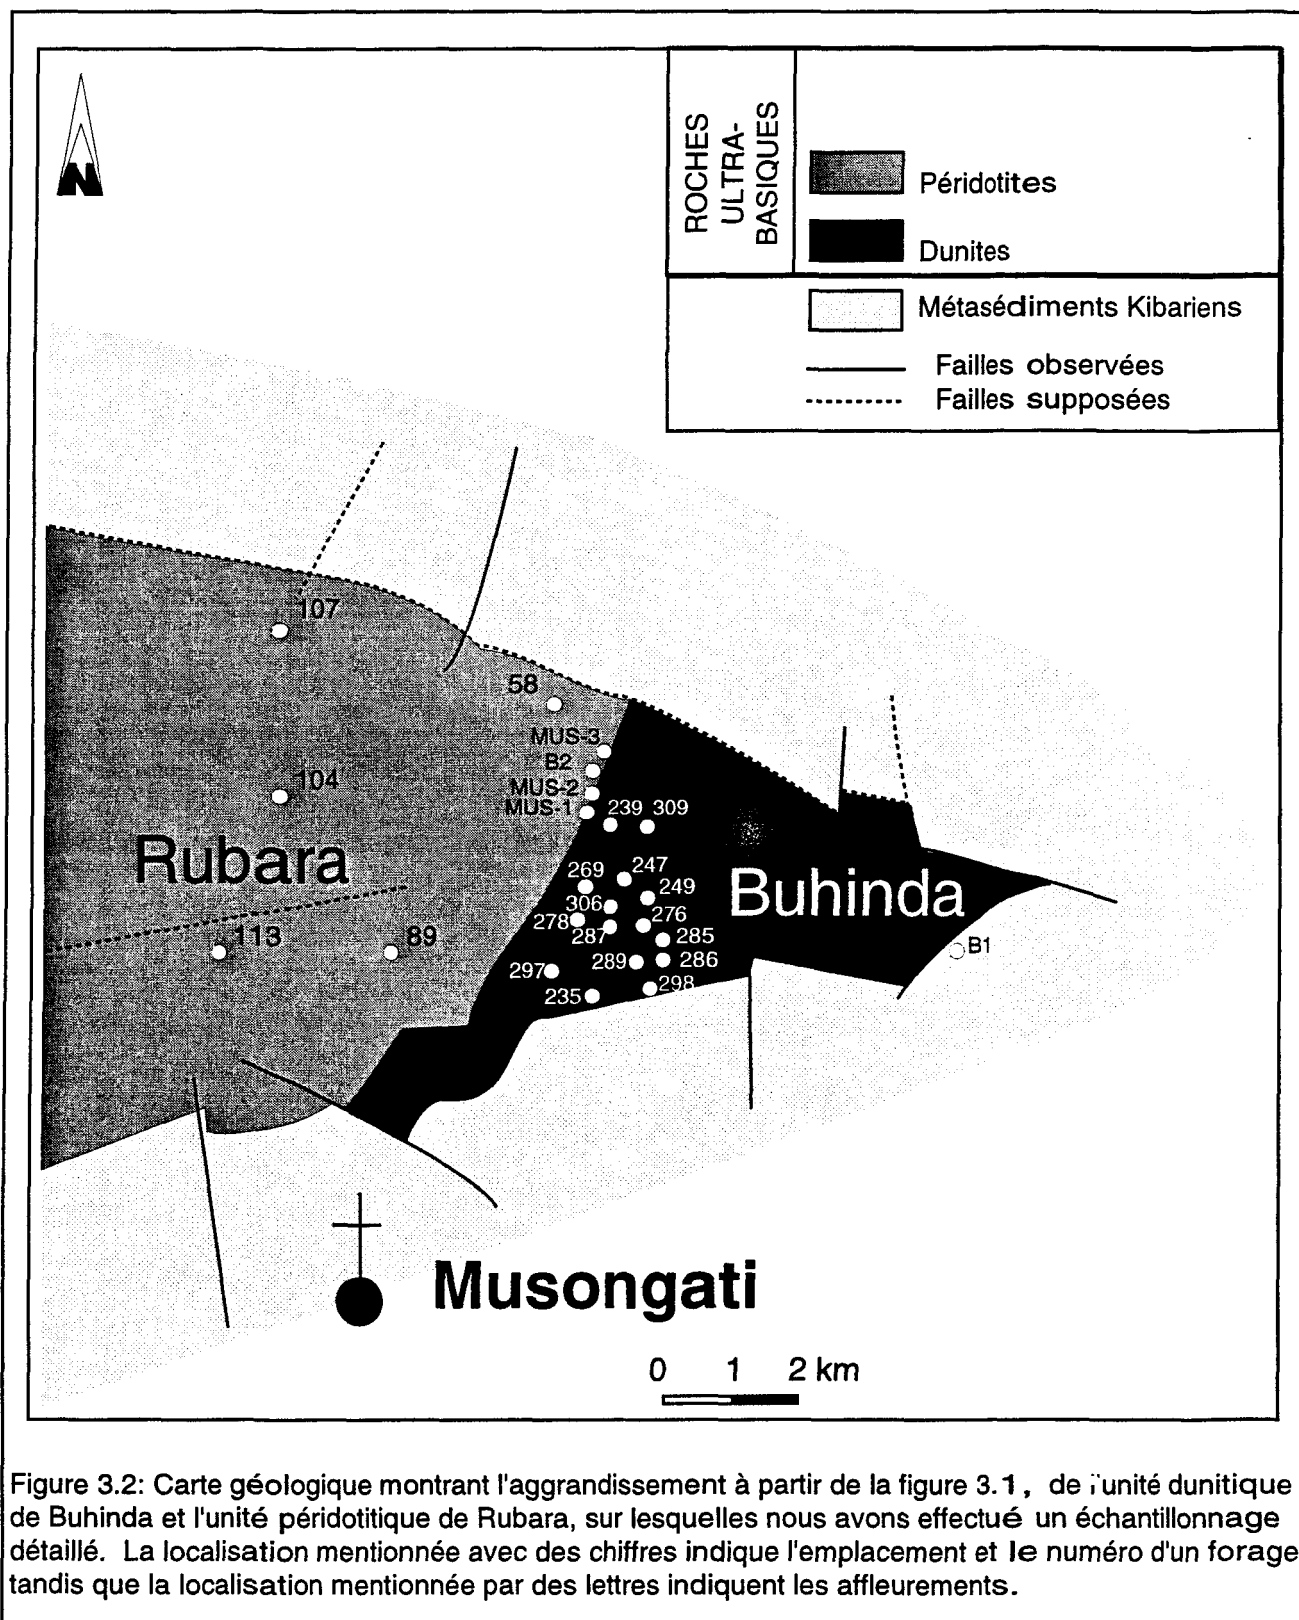 N
ROCHES
ULTRA-
BASIQUES
Péridotites
Dunites
Métasédiments Kibariens
Failles observées
Failles supposées
107
58
MUS-3
B2
MUS-2
MUS-1
104
239 309
Rubara
269
247
249
Buhinda
306
278
276
287
285
113
89
B1
289
286
297
298
235
Musongati
0 1 2 km
Figure 3.2: Carte géologique montrant l'aggrandissement à partir de la figure 3.1, de l'unité dunitique
de Buhinda et l'unité péridotitique de Rubara, sur lesquelles nous avons effectué un échantillonnage
détaillé. La localisation mentionnée avec des chiffres indique l'emplacement et le numéro d'un forage
tandis que la localisation mentionnée par des lettres indiquent les affleurements.